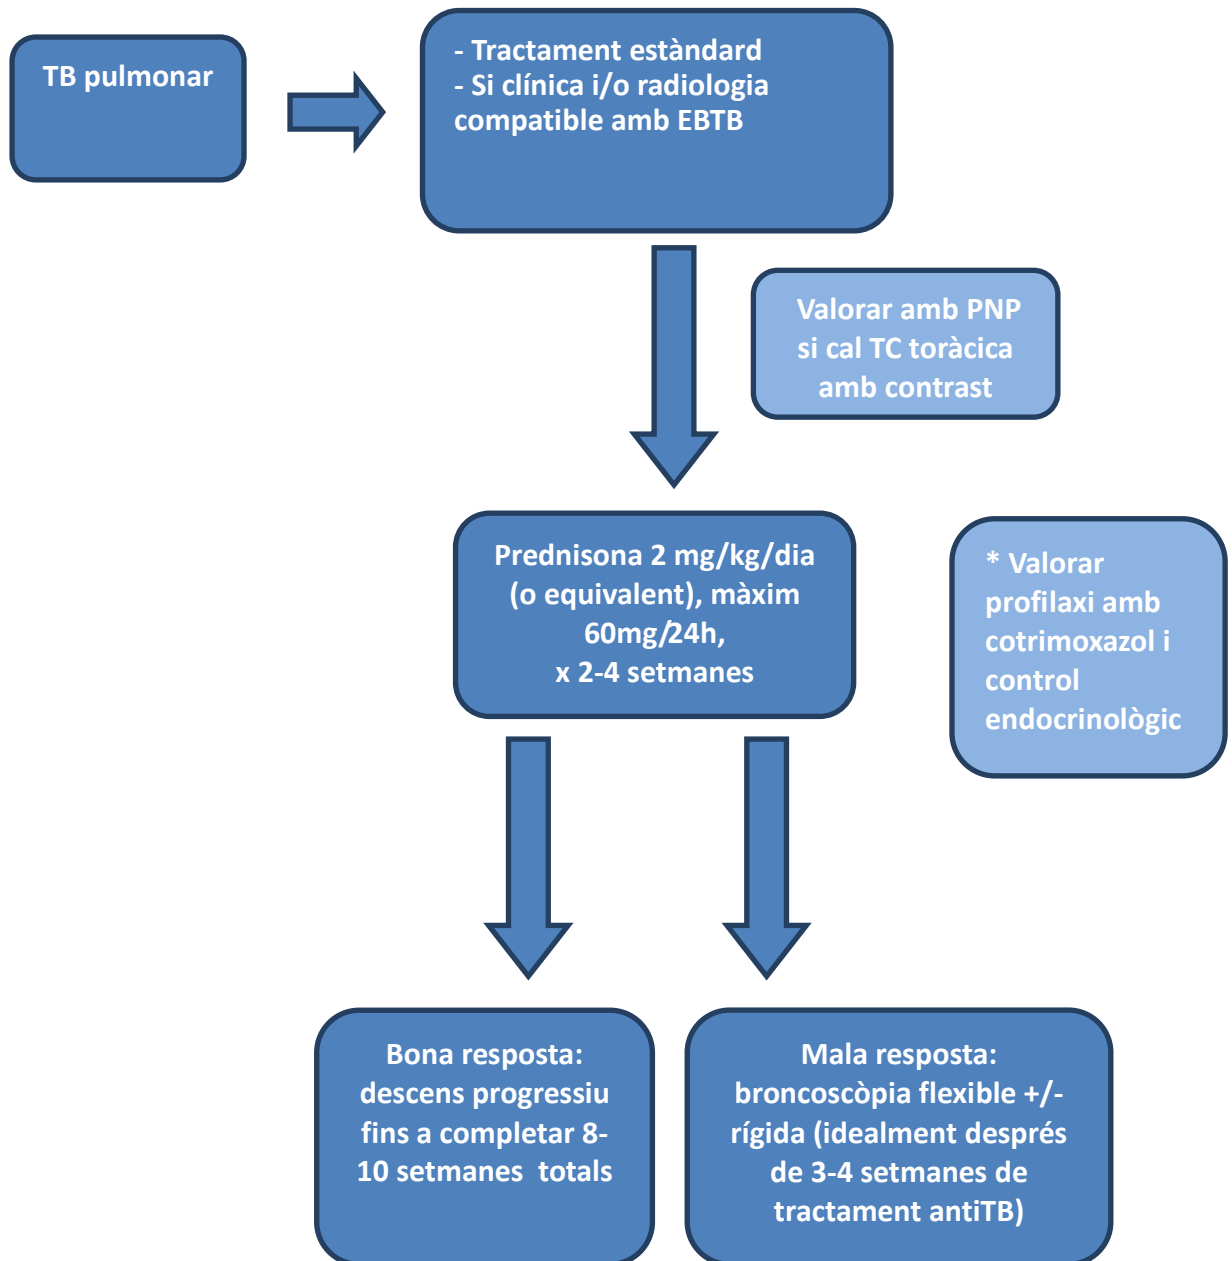 TB pulmonar
- Tractament estàndard
- Si clínica i/o radiologia
compatible amb EBTB
Valorar amb PNP
si cal TC toràcica
amb contrast
Prednisona 2 mg/kg/dia
(o equivalent), màxim
60mg/24h,
x 2-4 setmanes
* Valorar
profilaxi amb
cotrimoxazol i
control
endocrinològic
Bona resposta:
descens progressiu
fins a completar 8-
10 setmanes totals
Mala resposta:
broncoscòpia flexible +/-
rígida (idealment després
de 3-4 setmanes de
tractament antiTB)